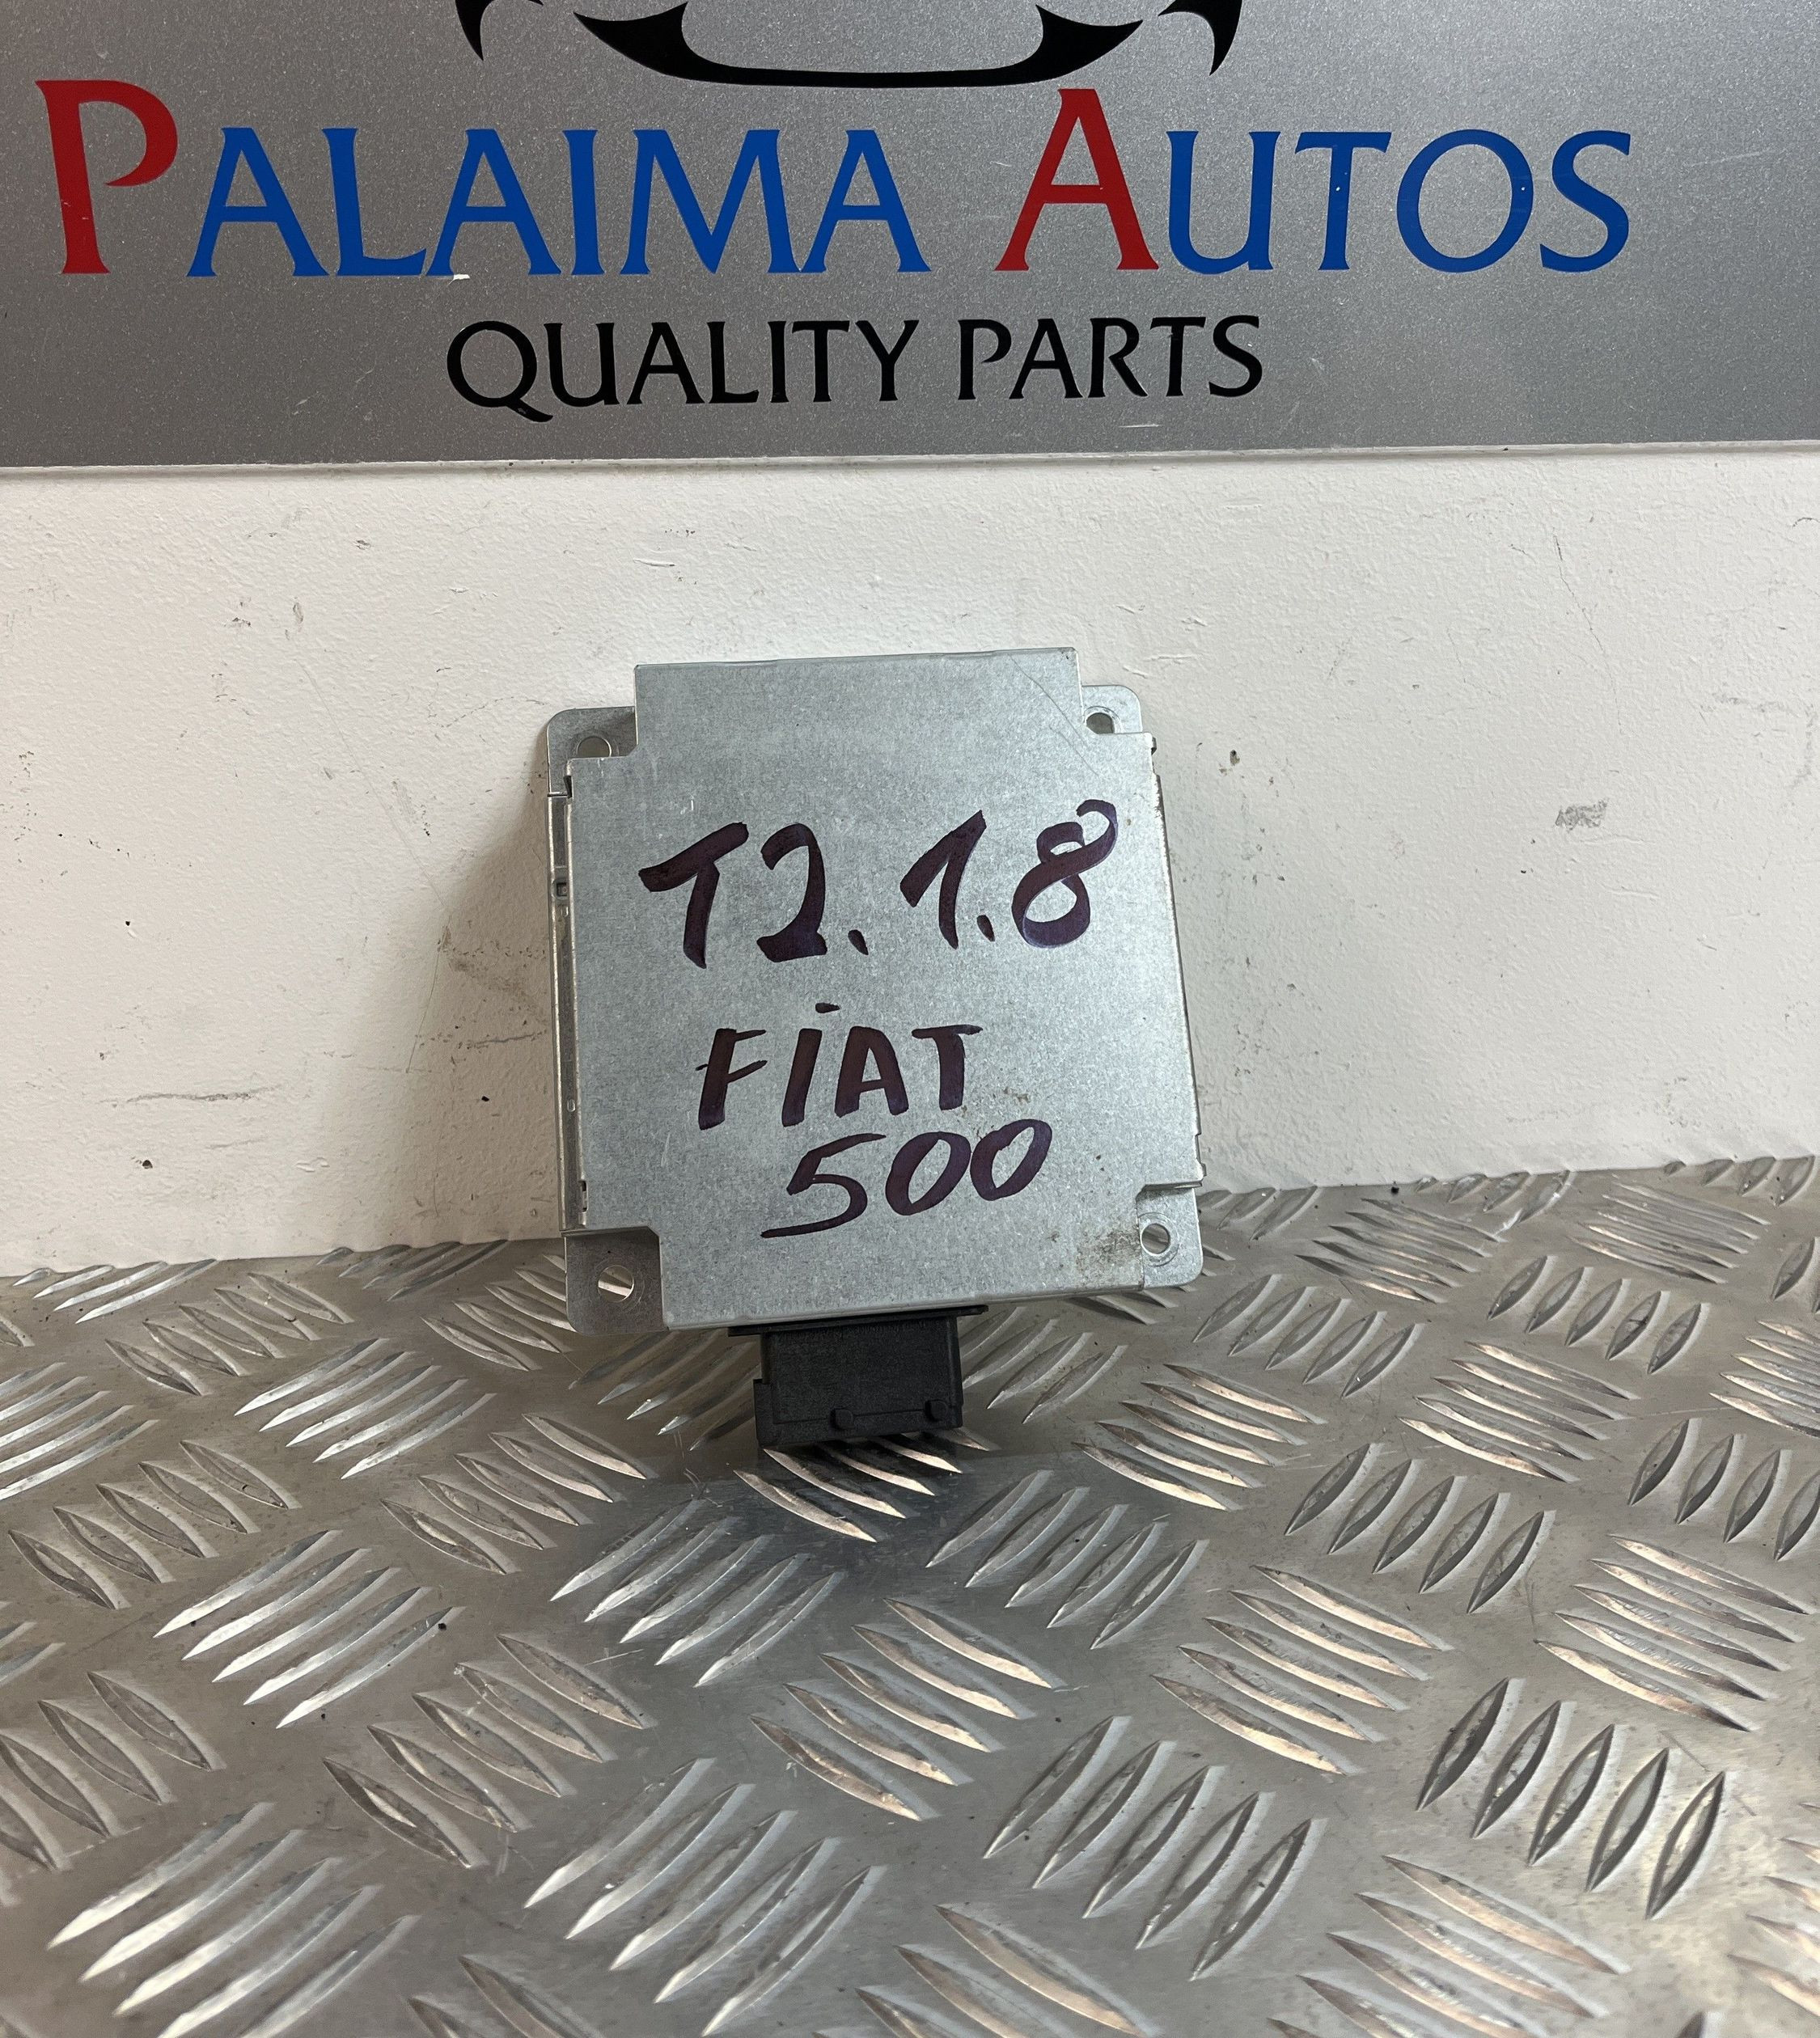 PALAIMA AUTOS
QUALITY PARTS
T2.1.8
FiAT
500